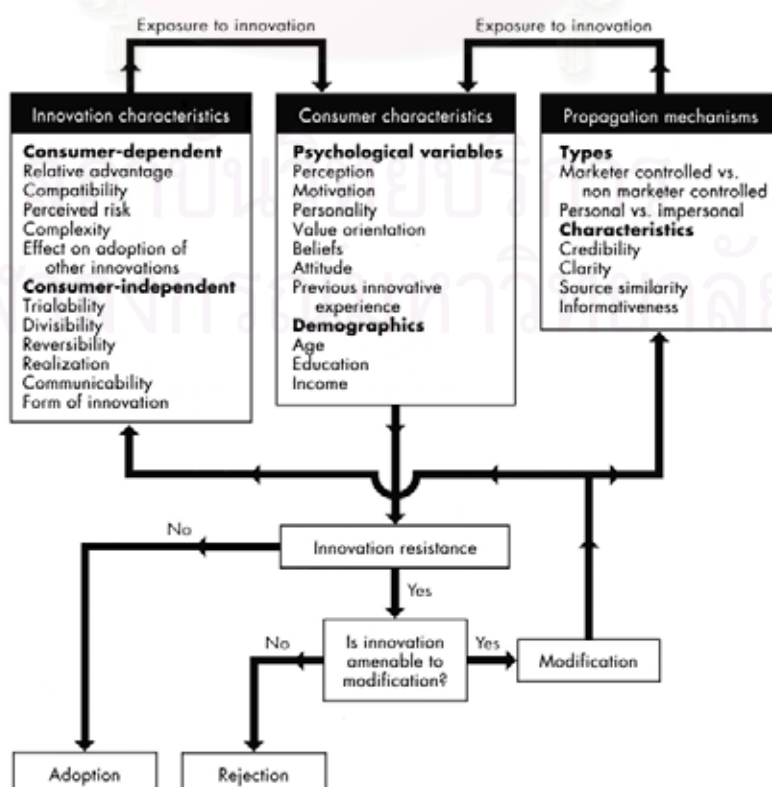 Exposure to innovation
Exposure to innovation
Innovation characteristics
Consumer-dependent
Relative advantage
Compatibility
Perceived risk
Complexity
Effect on adoption of
other innovations
Consumer-independent
Trialability
Divisibility
Reversibility
Realization
Communicability
Form of innovation
Consumer characteristics
Psychological variables
Perception
Motivation
Personality
Value orientation
Beliefs
Attitude
Previous innovative
experience
Demographics
Age
Education
Income
Propagation mechanisms
Types
Marketer controlled vs.
non marketer controlled
Personal vs. impersonal
Characteristics
Credibility
Clarity
Source similarity
Informativeness
No
Innovation resistance
Yes
No
Is innovation
amenable to
modification?
Yes
Modification
Adoption
Rejection